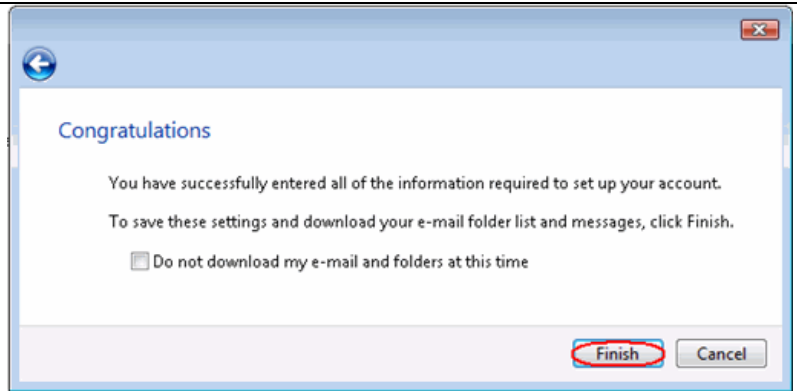 Congratulations
You have successfully entered all of the information required to set up your account.
To save these settings and download your e-mail folder list and messages, click Finish.
Do not download my e-mail and folders at this time
Finish Cancel